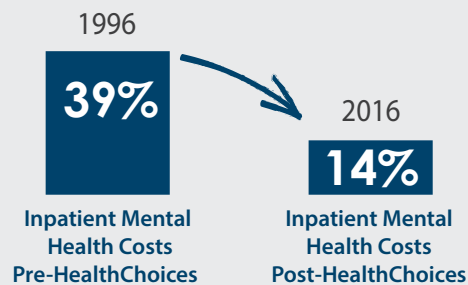 1996
39%
Inpatient Mental
Health Costs
Pre-HealthChoices
2016
14%
Inpatient Mental
Health Costs
Post-HealthChoices